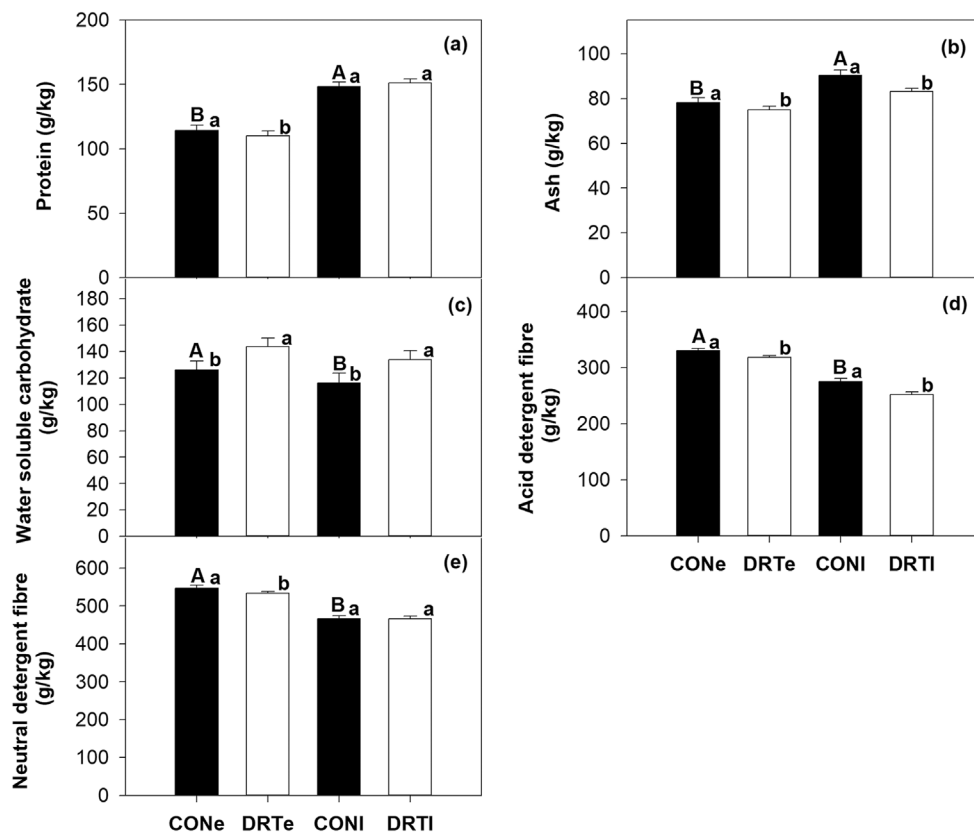 200
150
100
50
0
Protein (g/kg)
(a)
B a
b
A a
a
100
80
60
40
20
0
Ash (g/kg)
(b)
B a
b
A a
b
180
160
140
120
100
80
60
40
20
0
Water soluble carbohydrate
(g/kg)
(c)
A b
a
B b
a
400
300
200
100
0
Acid detergent fibre
(g/kg)
(d)
A a
b
B a
b
CONe DRTe CONl DRTl
600
500
400
300
200
100
0
Neutral detergent fibre
(g/kg)
(e)
A a
b
B a
a
CONe DRTe CONl DRTl